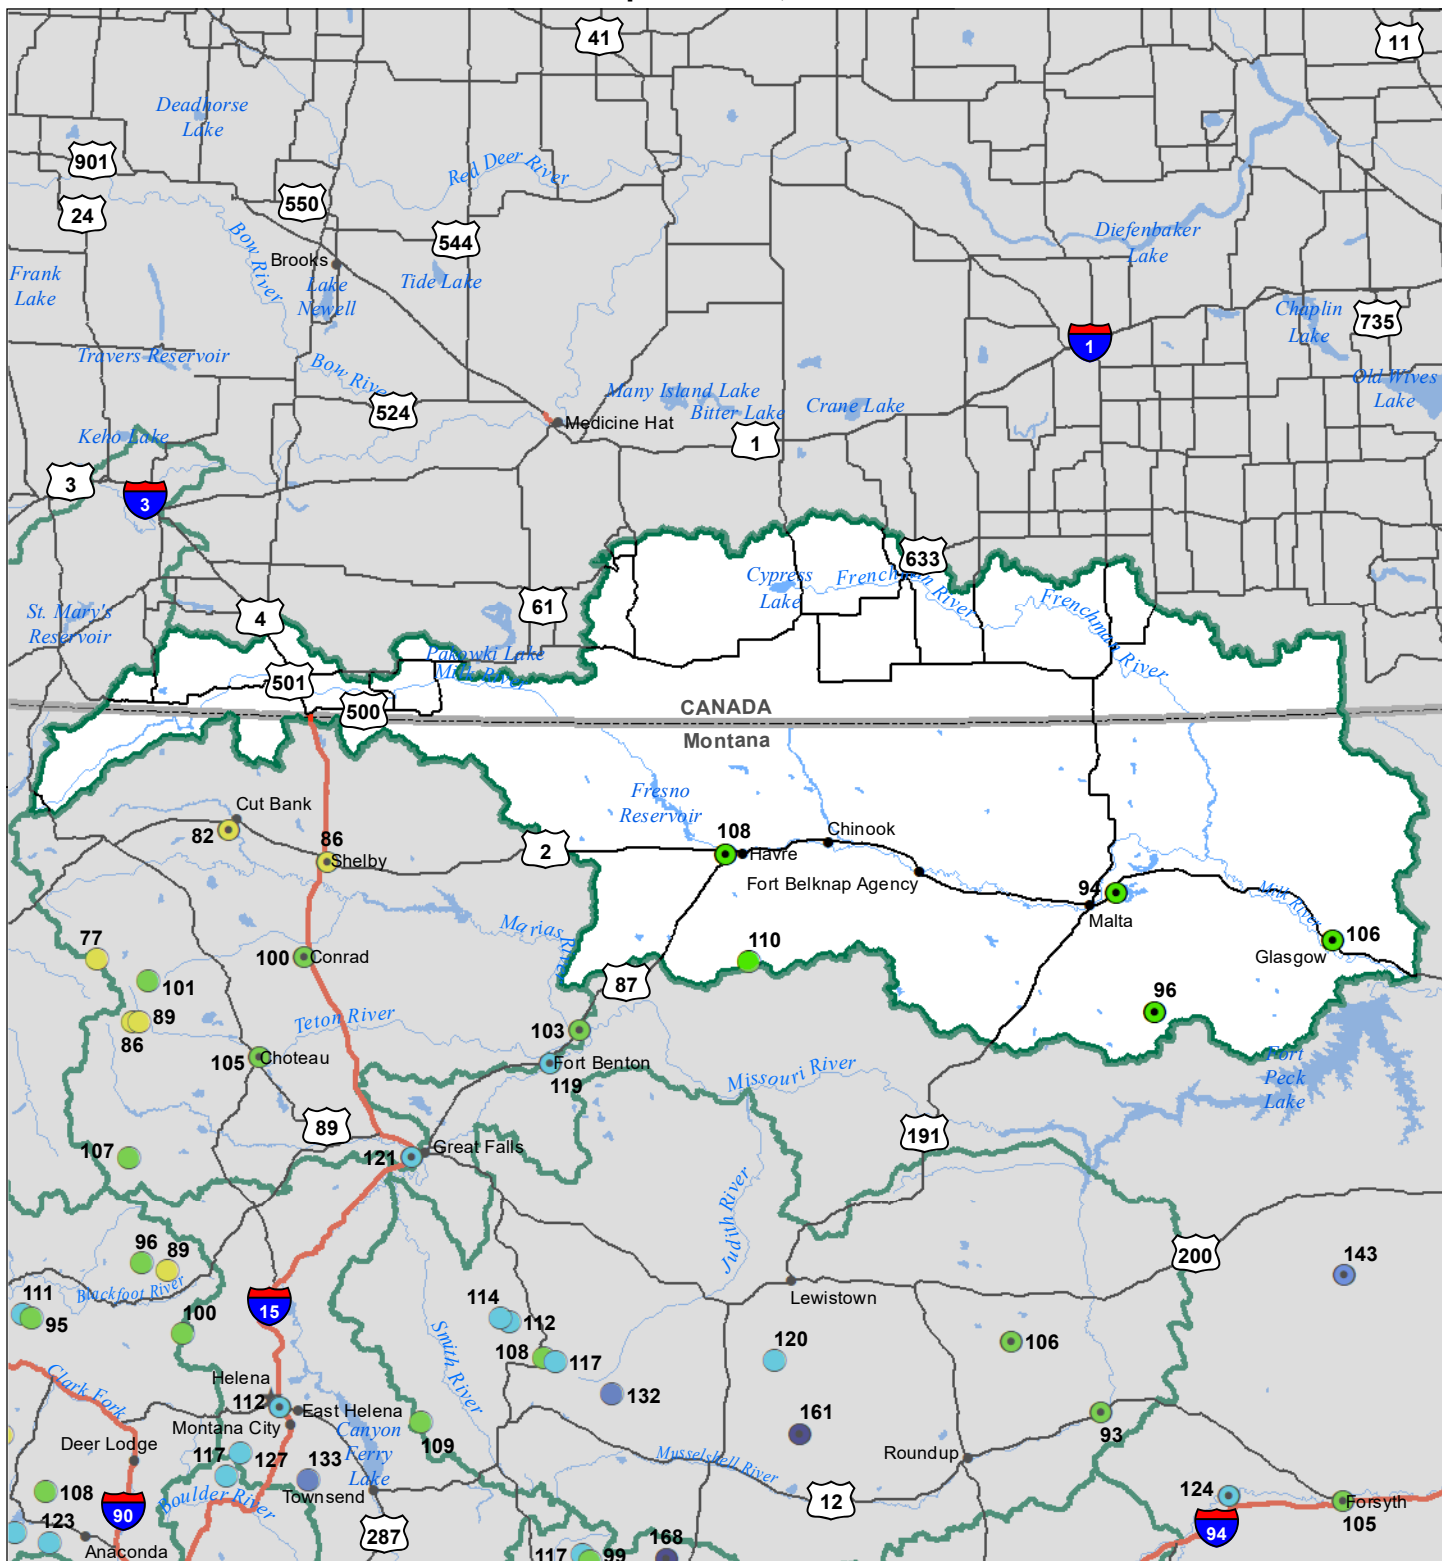 41
11
Deadhorse
Lake
901
Red Deer River
550
24
544
Bow River
Diefenbaker
Lake
Brooks
Frank
Lake
Lake
Newell
Tide Lake
Chaplin
Lake
735
1
Travers Reservoir
Bow River
Many Island Lake
Old Wives
Lake
524
Bitter Lake
Crane Lake
Medicine Hat
Keho Lake
1
3
3
633
Cypress
Lake
Frenchman River
Frenchman River
61
St. Mary's
Reservoir
4
Pakowki Lake
Milk River
501
500
CANADA
Montana
Fresno
Reservoir
Cut Bank
82
86
Shelby
2
108
Havre
Chinook
Fort Belknap Agency
94
Malta
Milk River
106
Glasgow
Marias River
77
100
Conrad
110
101
87
96
89
86
Teton River
103
105
Choteau
Fort Benton
119
Missouri River
Fort
Peck
Lake
89
191
107
121
Great Falls
Judith River
96
89
200
143
Blackfoot River
111
95
100
15
114
112
Lewistown
Smith River
108
117
120
106
Clark Fork
Helena
112
East Helena
132
Montana City
Canyon
Ferry
Lake
109
161
93
Deer Lodge
117
127
133
Musselshell River
Roundup
Townsend
108
90
Boulder River
12
124
Forsyth
105
123
287
94
Anaconda
117
99
168